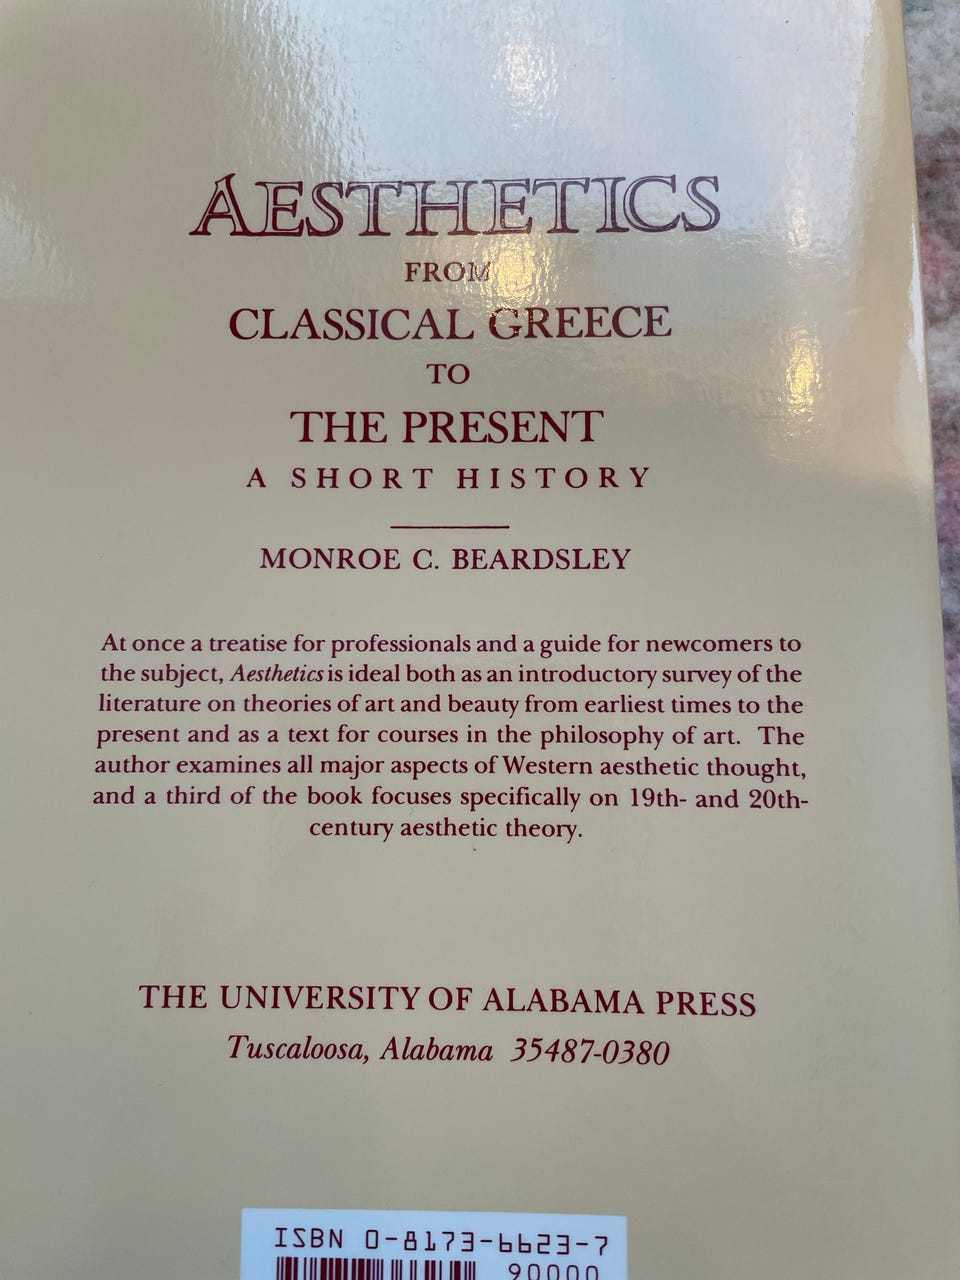 AESTHETICS
FROM
CLASSICAL GREECE
TO
THE PRESENT
A SHORT HISTORY
MONROE C. BEARDSLEY
At once a treatise for professionals and a guide for newcomers to
the subject, Aesthetics is ideal both as an introductory survey of the
literature on theories of art and beauty from earliest times to the
present and as a text for courses in the philosophy of art. The
author examines all major aspects of Western aesthetic thought,
and a third of the book focuses specifically on 19th- and 20th-
century aesthetic theory.
THE UNIVERSITY OF ALABAMA PRESS
Tuscaloosa, Alabama 35487-0380
ISBN 0-8173-6623-7
90000